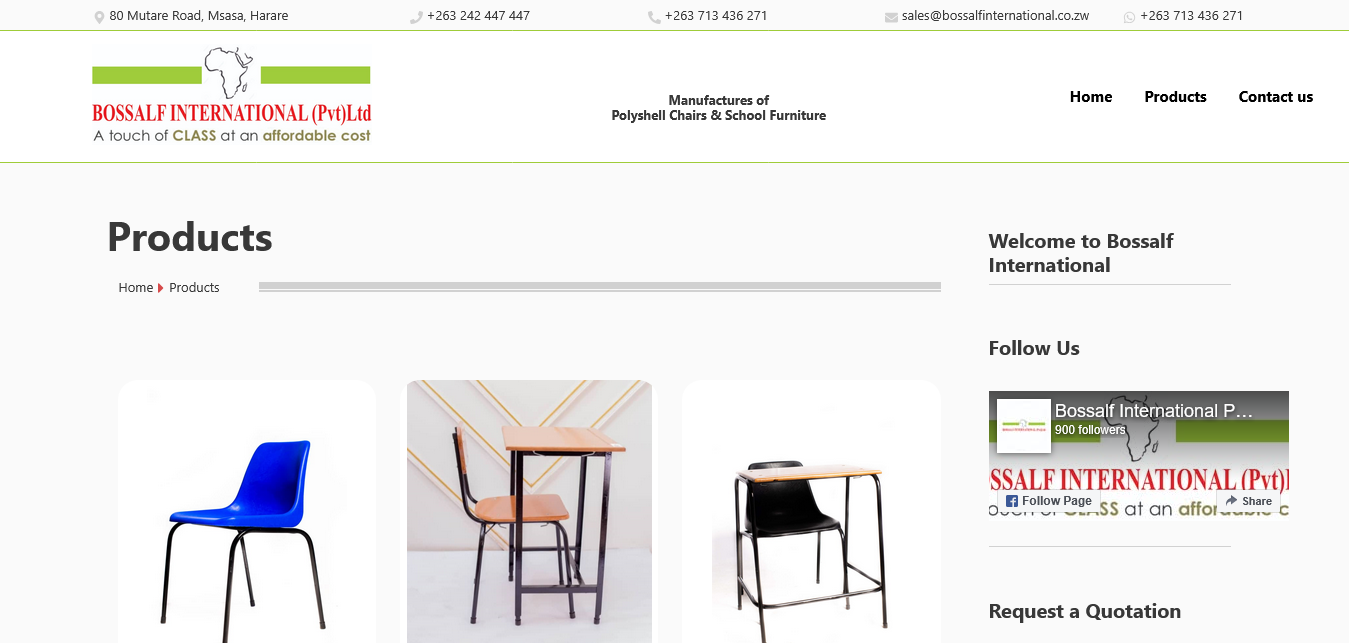 80 Mutare Road, Msasa, Harare
+263 242 447 447
+263 713 436 271
sales@bossalfinternational.co.zw
+263 713 436 271
BOSSALF INTERNATIONAL (Pvt)Ltd
A touch of CLASS at an affordable cost
Manufactures of
Polyshell Chairs & School Furniture
Home
Products
Contact us
Products
Home
Products
Welcome to Bossalf
International
Follow Us
Bossalf International P…
900 followers
SSALF INTERNATIONAL (Pvt)
Follow Page
Share
ouch of CLASS at an affordable c
Request a Quotation